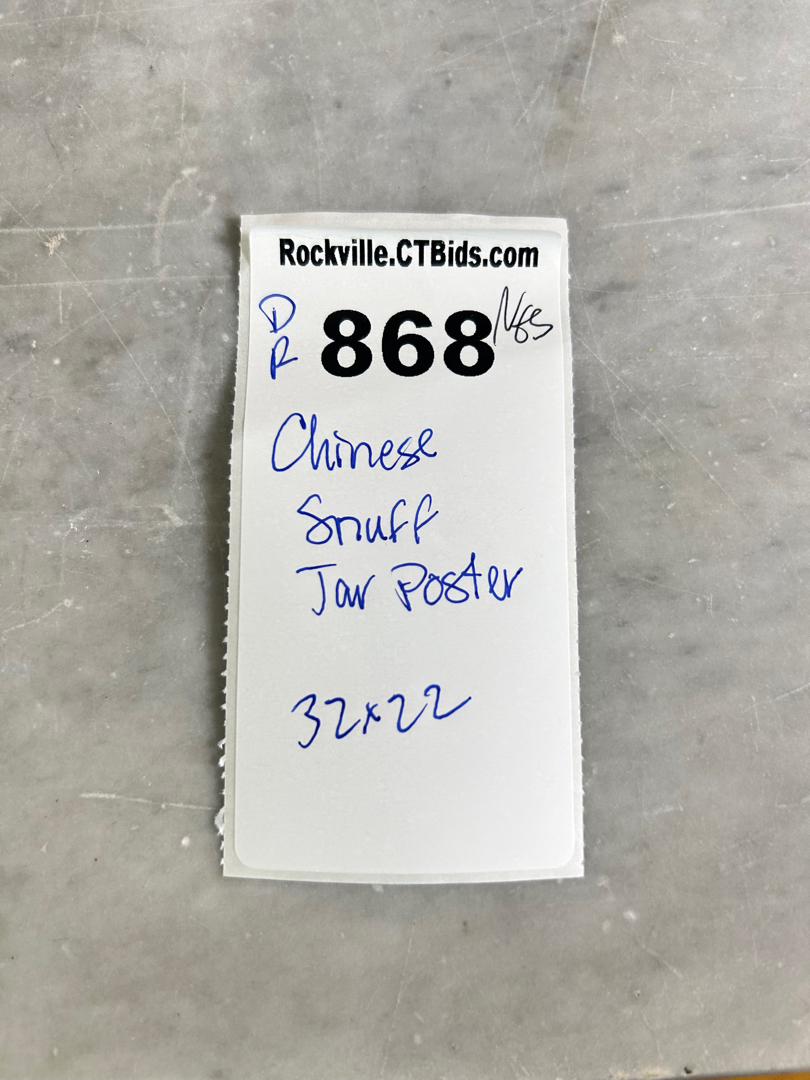 Rockville.CTBids.com
D
R
868
Chinese
Snuff
Jar Poster
32x22